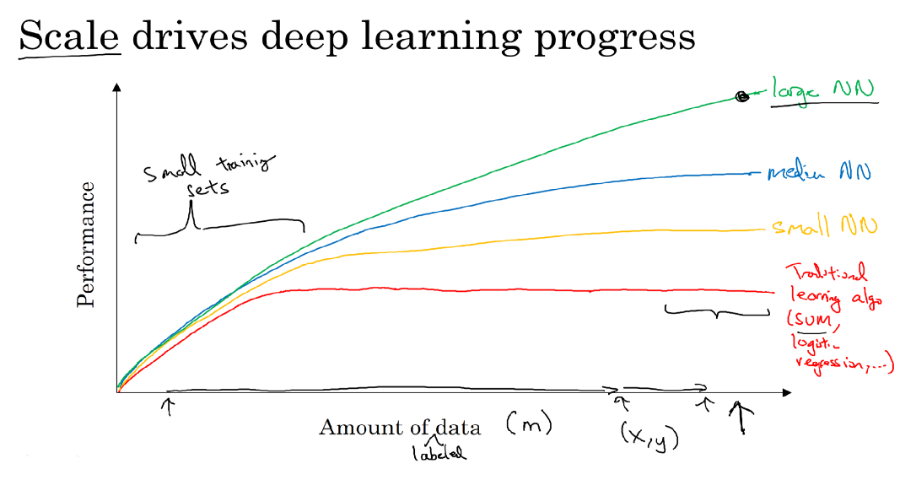 Scale drives deep learning progress
large NN
small training
sets
medium NN
small NN
Performance
Traditional
learning algo
(SVM,
logistic
regression,...)
Amount of data (m)
labeled
(x,y)